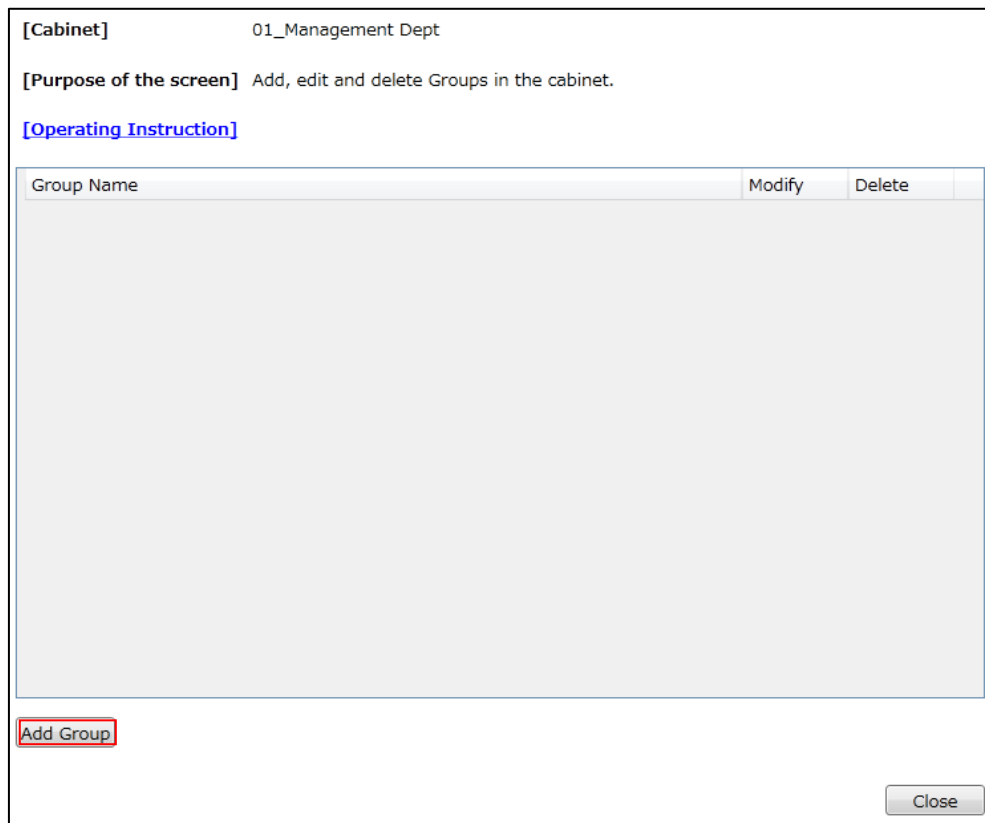 [Cabinet] 01_Management Dept
[Purpose of the screen] Add, edit and delete Groups in the cabinet.
[Operating Instruction]
Group Name Modify Delete
Add Group
Close